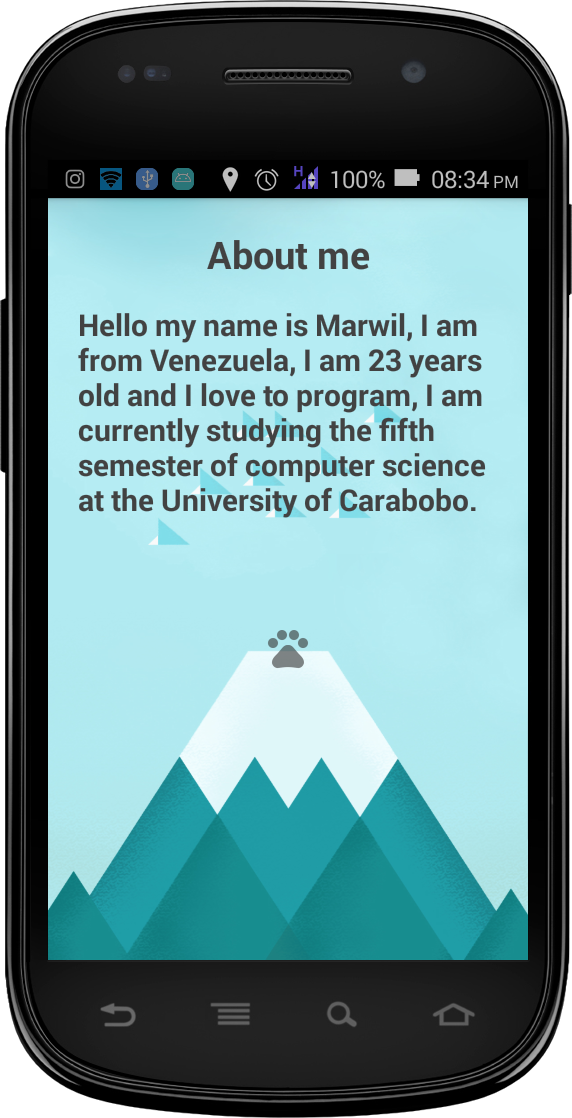 H 100% 08:34 PM
About me
Hello my name is Marwil, I am
from Venezuela, I am 23 years
old and I love to program, I am
currently studying the fifth
semester of computer science
at the University of Carabobo.